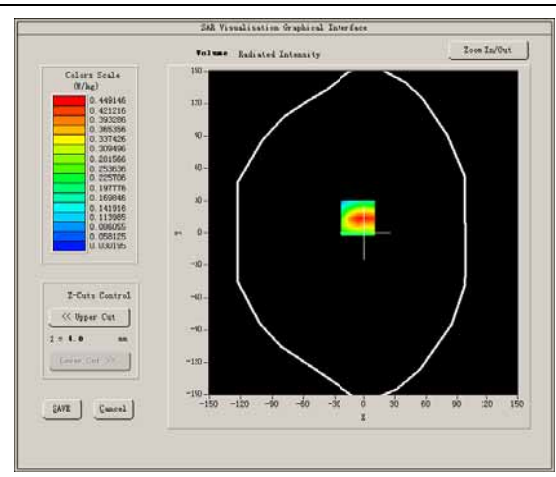 SAR Visualisation Graphical Interface
Volume Radiated Intensity
Zoom In/Out
Colors Scale
(W/kg)
0.449146
0.421216
0.393286
0.365356
0.337426
0.309496
0.281566
0.253636
0.225706
0.197776
0.169846
0.141916
0.113985
0.086055
0.058125
0.030195
Z-Cuts Control
<< Upper Cut
Z = 4.0 mm
Lower Cut >>
SAVE
Cancel
150
120
90
60
30
Y
0
-30
-60
-90
-120
-150
-150 -120 -90 -60 -30 0 30 60 90 120 150
X